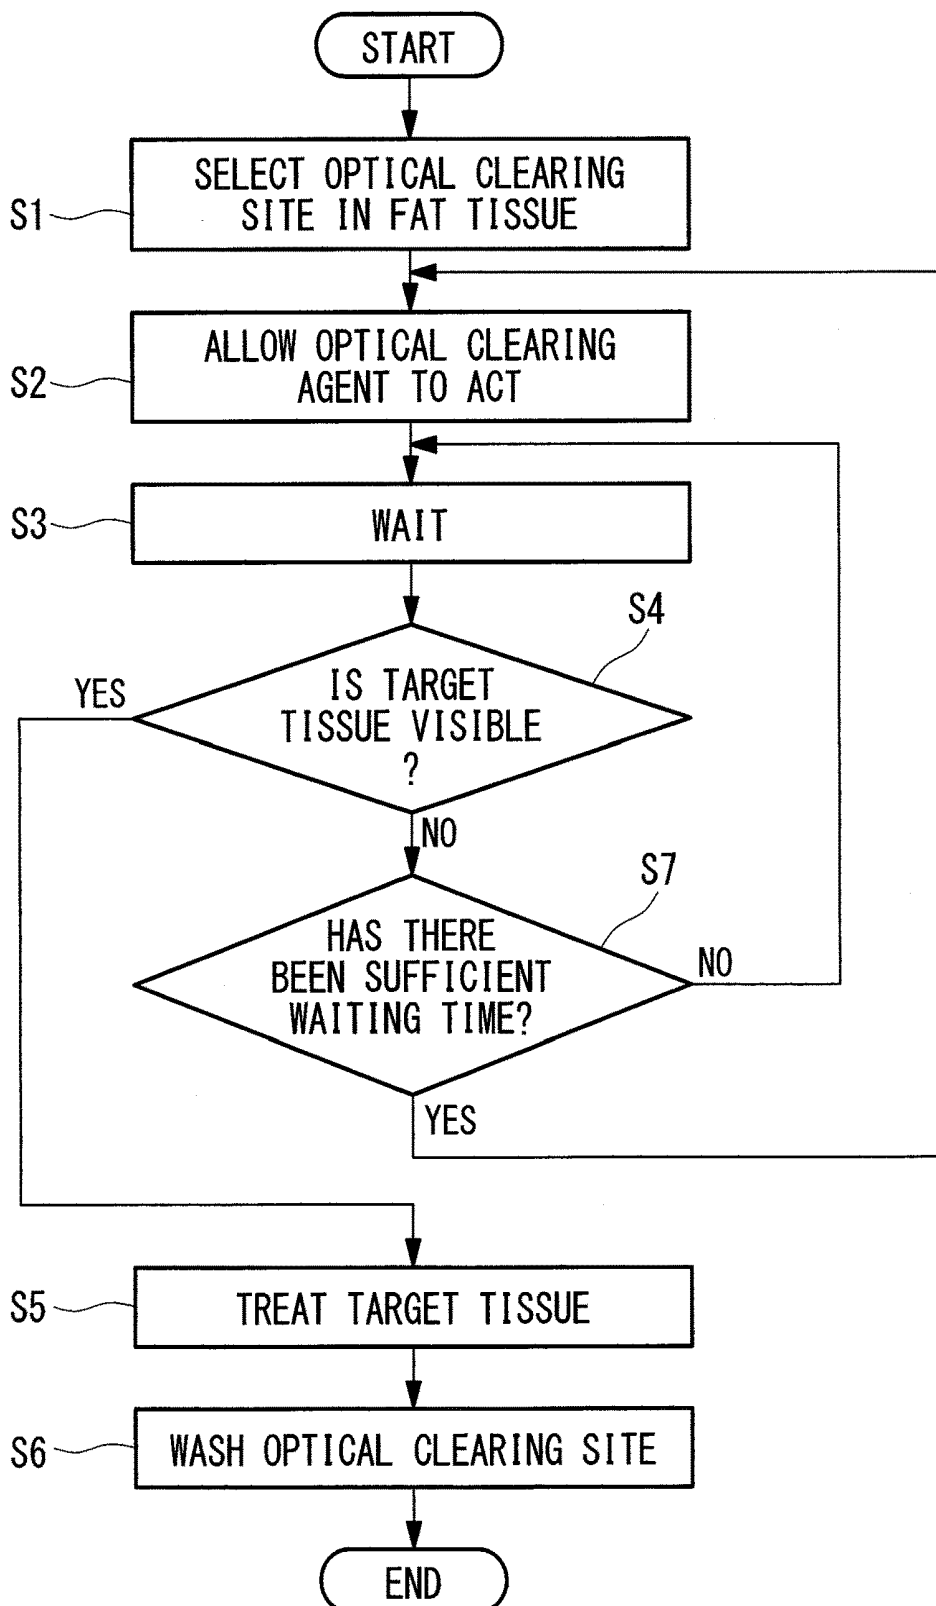 START
S1
SELECT OPTICAL CLEARING
SITE IN FAT TISSUE
S2
ALLOW OPTICAL CLEARING
AGENT TO ACT
S3
WAIT
S4
YES
IS TARGET
TISSUE VISIBLE
?
NO
S7
HAS THERE
BEEN SUFFICIENT
WAITING TIME?
NO
YES
S5
TREAT TARGET TISSUE
S6
WASH OPTICAL CLEARING SITE
END